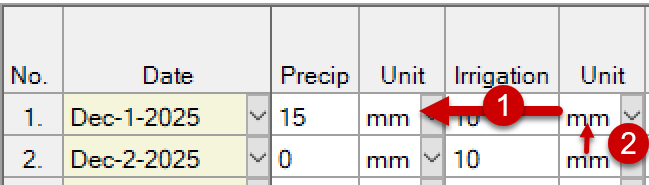 No. Date Precip Unit Irrigation Unit
1. Dec-1-2025 15 mm 1 10 mm
2. Dec-2-2025 0 mm 10 mm 2